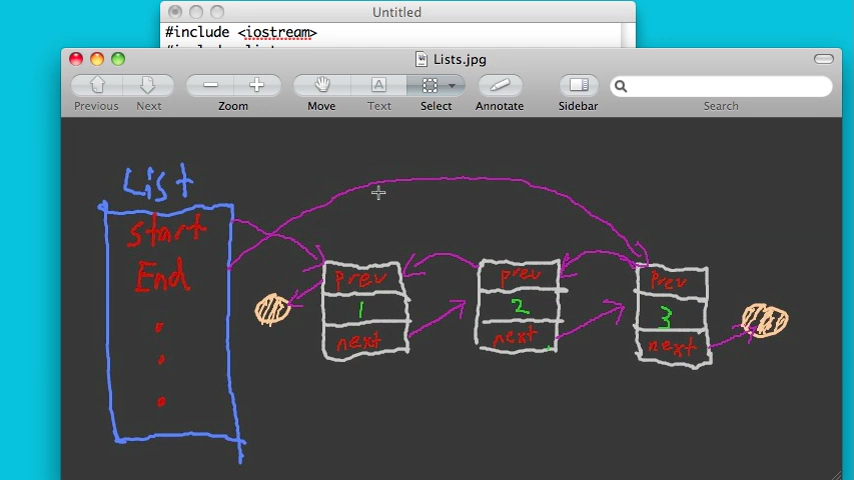 Untitled
#include <iostream>
Lists.jpg
Previous Next Zoom Move Text Select Annotate Sidebar Search
List
Start
End
prev
1
next
prev
2
next
prev
3
next